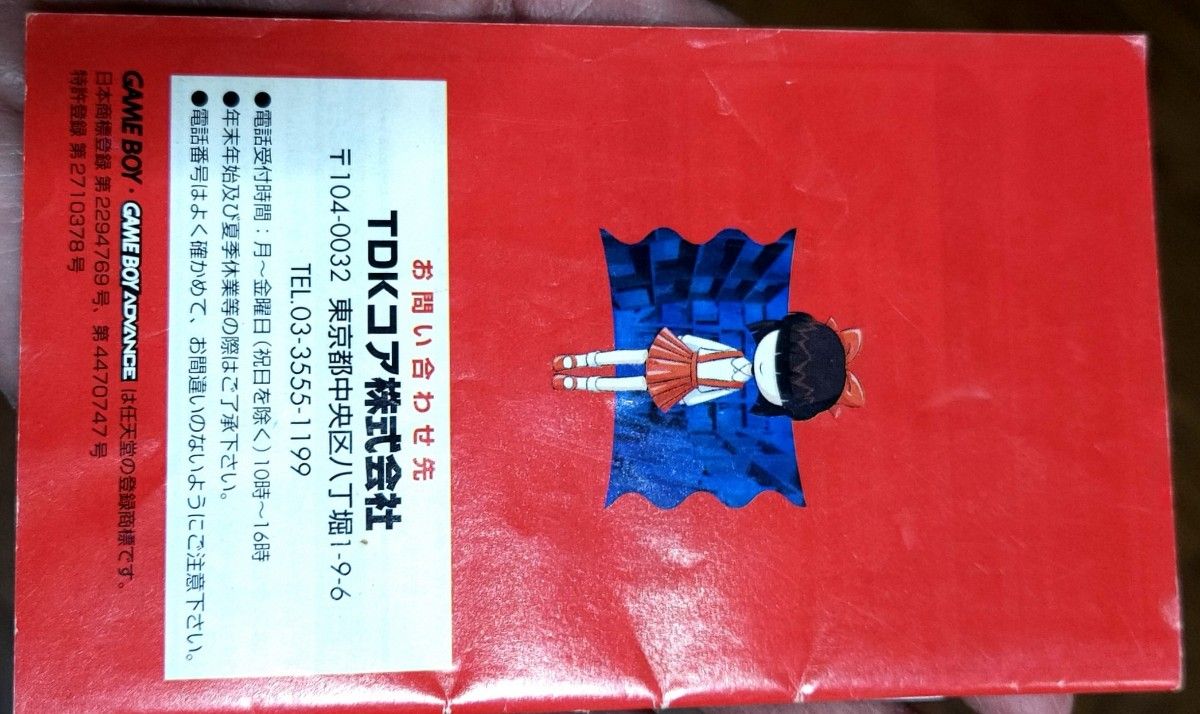 お問い合わせ先
TDKコア株式会社
〒104-0032 東京都中央区八丁堀1-9-6
TEL.03-3555-1199
●電話受付時間：月〜金曜日（祝日を除く）10時〜16時
●年末年始及び夏季休業等の際はご了承下さい。
●電話番号はよく確かめて、お間違いのないようにご注意下さい。
GAME BOY・GAME BOY ADVANCE は任天堂の登録商標です。
日本商標登録 第2294769号、第4470747号
特許登録 第2710378号